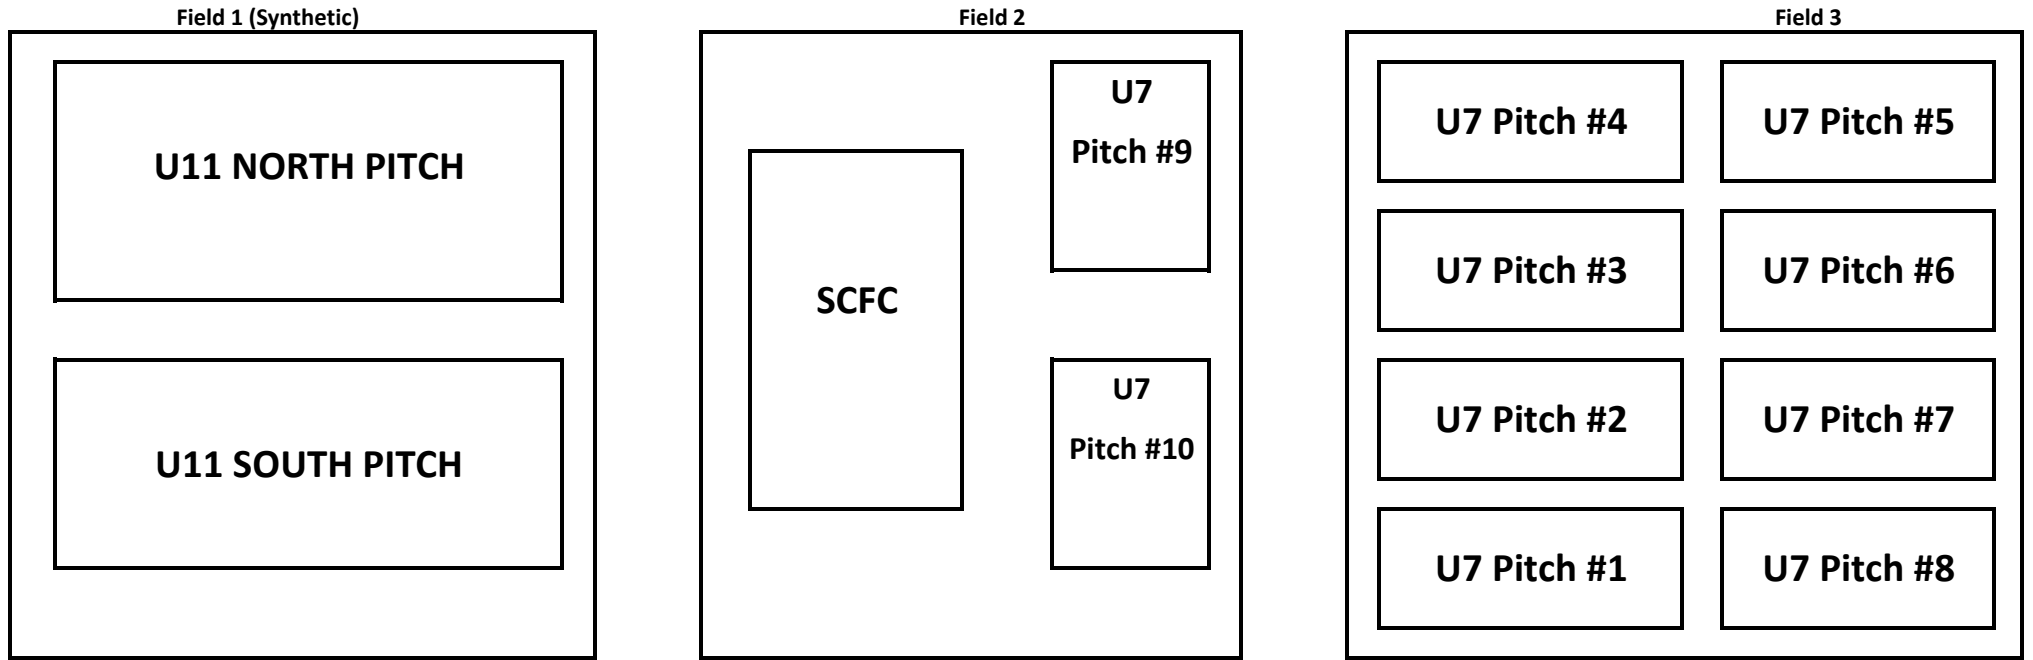 Field 1 (Synthetic)
U11 NORTH PITCH
U11 SOUTH PITCH
Field 2
SCFC
U7
Pitch #9
U7
Pitch #10
Field 3
U7 Pitch #4
U7 Pitch #5
U7 Pitch #3
U7 Pitch #6
U7 Pitch #2
U7 Pitch #7
U7 Pitch #1
U7 Pitch #8